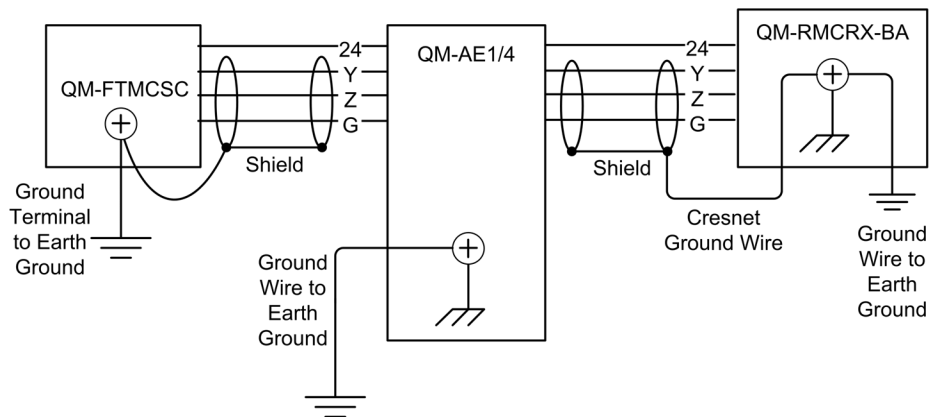 QM-FTMCSC
24
Y
Z
G
Shield
Ground
Terminal
to Earth
Ground
QM-AE1/4
Ground
Wire to
Earth
Ground
24
Y
Z
G
Shield
Cresnet
Ground Wire
QM-RMCRX-BA
Ground
Wire to
Earth
Ground